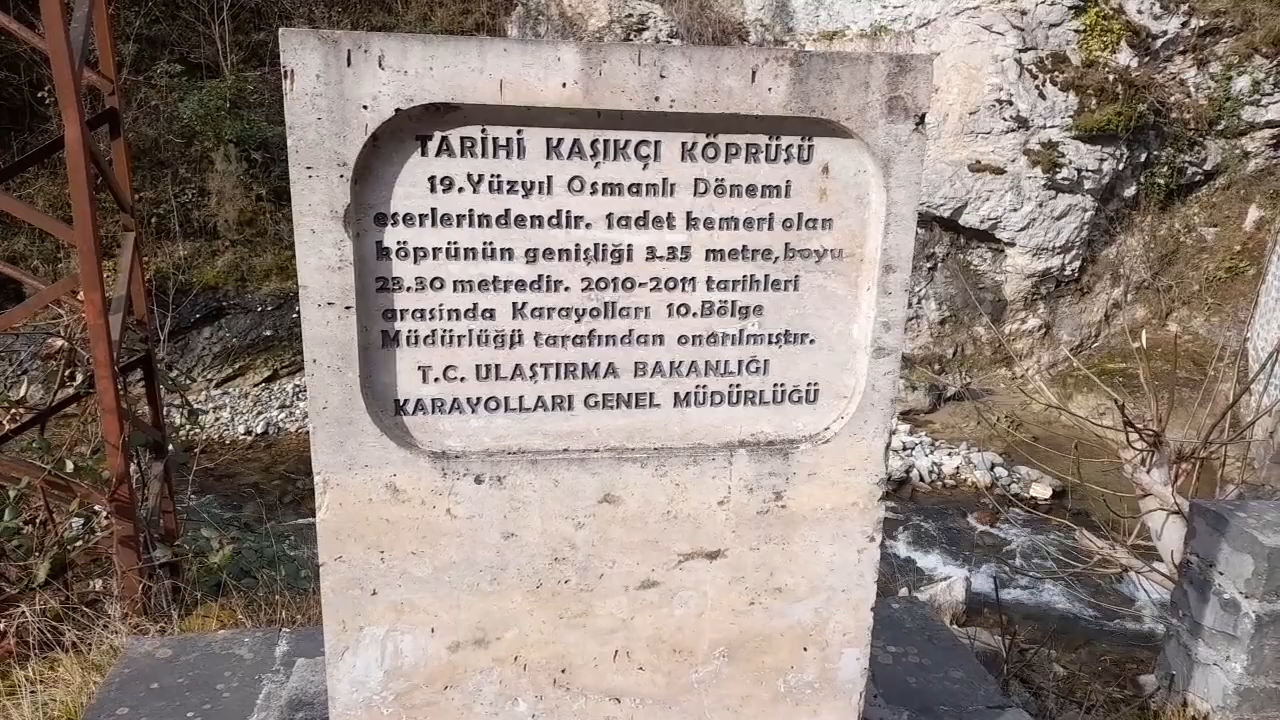 TARİHİ KAŞIKÇI KÖPRÜSÜ
19.Yüzyıl Osmanlı Dönemi
eserlerindendir. 1adet kemeri olan
köprünün genişliği 3.35 metre,boyu
23.30 metredir. 2010-2011 tarihleri
arasında Karayolları 10.Bölge
Müdürlüğü tarafından onarılmıştır.
T.C. ULAŞTIRMA BAKANLIĞI
KARAYOLLARI GENEL MÜDÜRLÜĞÜ